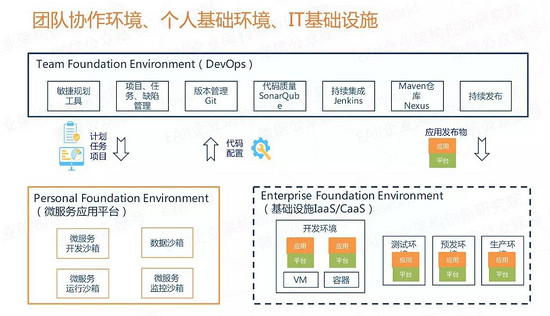 团队协作环境、个人基础环境、IT基础设施
Team Foundation Environment（DevOps）
敏捷规划
工具
项目、任
务、缺陷
管理
版本管理
Git
代码质量
SonarQub
e
持续集成
Jenkins
Maven仓
库
Nexus
持续发布
计划
任务
项目
代码
配置
应用发布物
应用
平台
Personal Foundation Environment
（微服务应用平台）
微服务
开发沙箱
数据沙箱
微服务
运行沙箱
微服务
监控沙箱
Enterprise Foundation Environment
（基础设施IaaS/CaaS）
开发环境
应用
平台
应用
平台
VM
容器
测试环
应用
平台
预发环
应用
平台
生产环
应用
平台